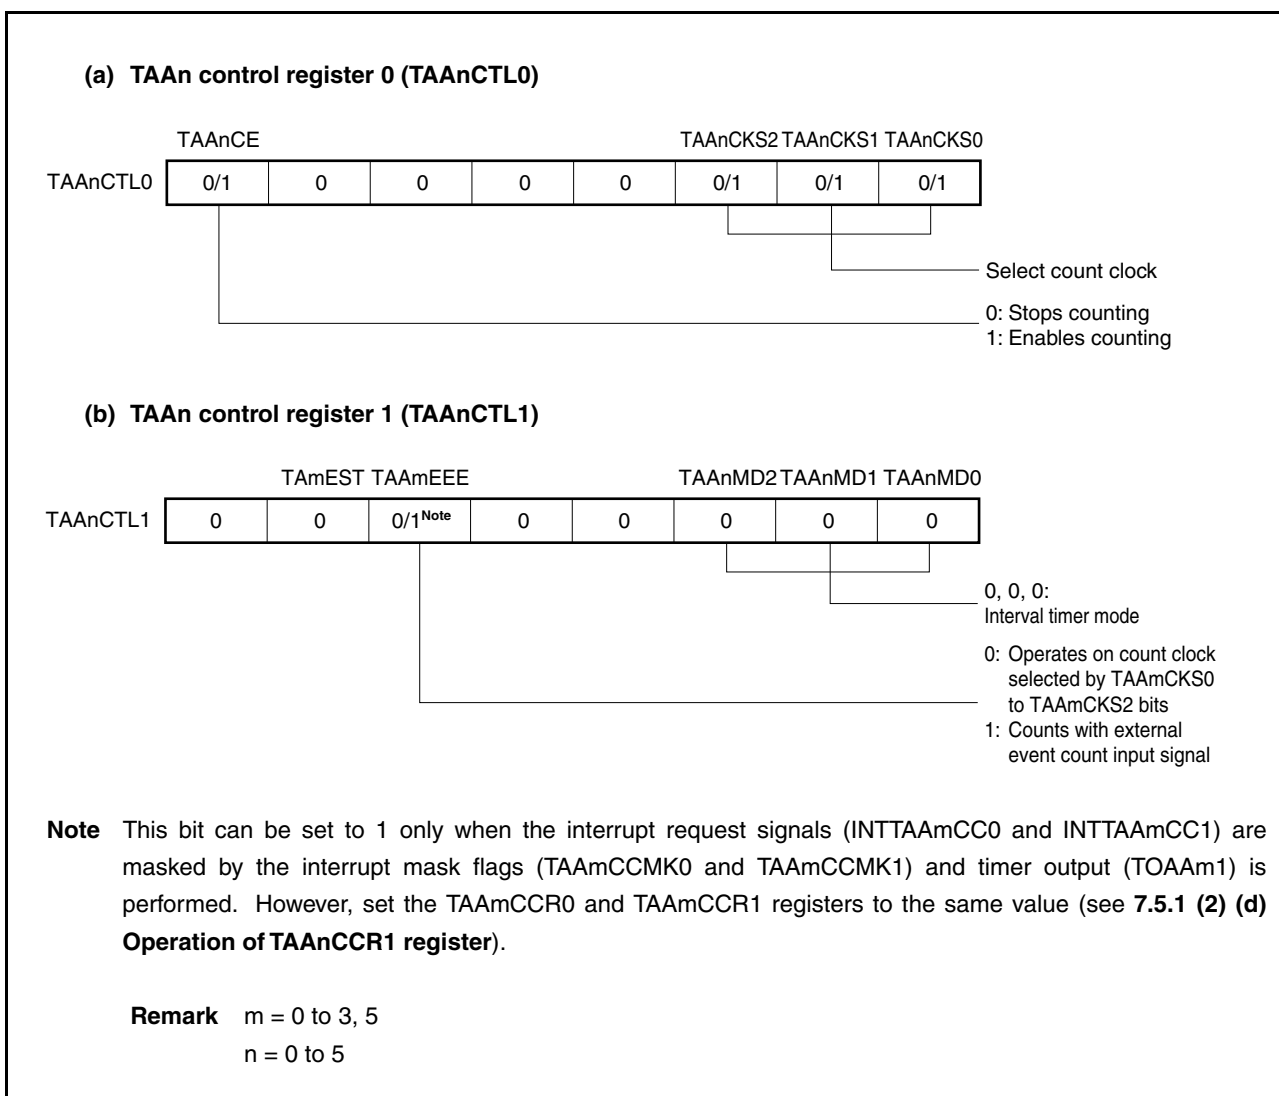 (a) TAAn control register 0 (TAAnCTL0)
TAAnCE TAAnCKS2 TAAnCKS1 TAAnCKS0
TAAnCTL0 0/1 0 0 0 0 0/1 0/1 0/1
Select count clock
0: Stops counting
1: Enables counting
(b) TAAn control register 1 (TAAnCTL1)
TAmEST TAAmEEE TAAnMD2 TAAnMD1 TAAnMD0
TAAnCTL1 0 0 0/1Note 0 0 0 0 0
0, 0, 0:
Interval timer mode
0: Operates on count clock
selected by TAAmCKS0
to TAAmCKS2 bits
1: Counts with external
event count input signal
Note This bit can be set to 1 only when the interrupt request signals (INTTAAmCC0 and INTTAAmCC1) are
masked by the interrupt mask flags (TAAmCCMK0 and TAAmCCMK1) and timer output (TOAAm1) is
performed. However, set the TAAmCCR0 and TAAmCCR1 registers to the same value (see 7.5.1 (2) (d)
Operation of TAAnCCR1 register).
Remark m = 0 to 3, 5
n = 0 to 5